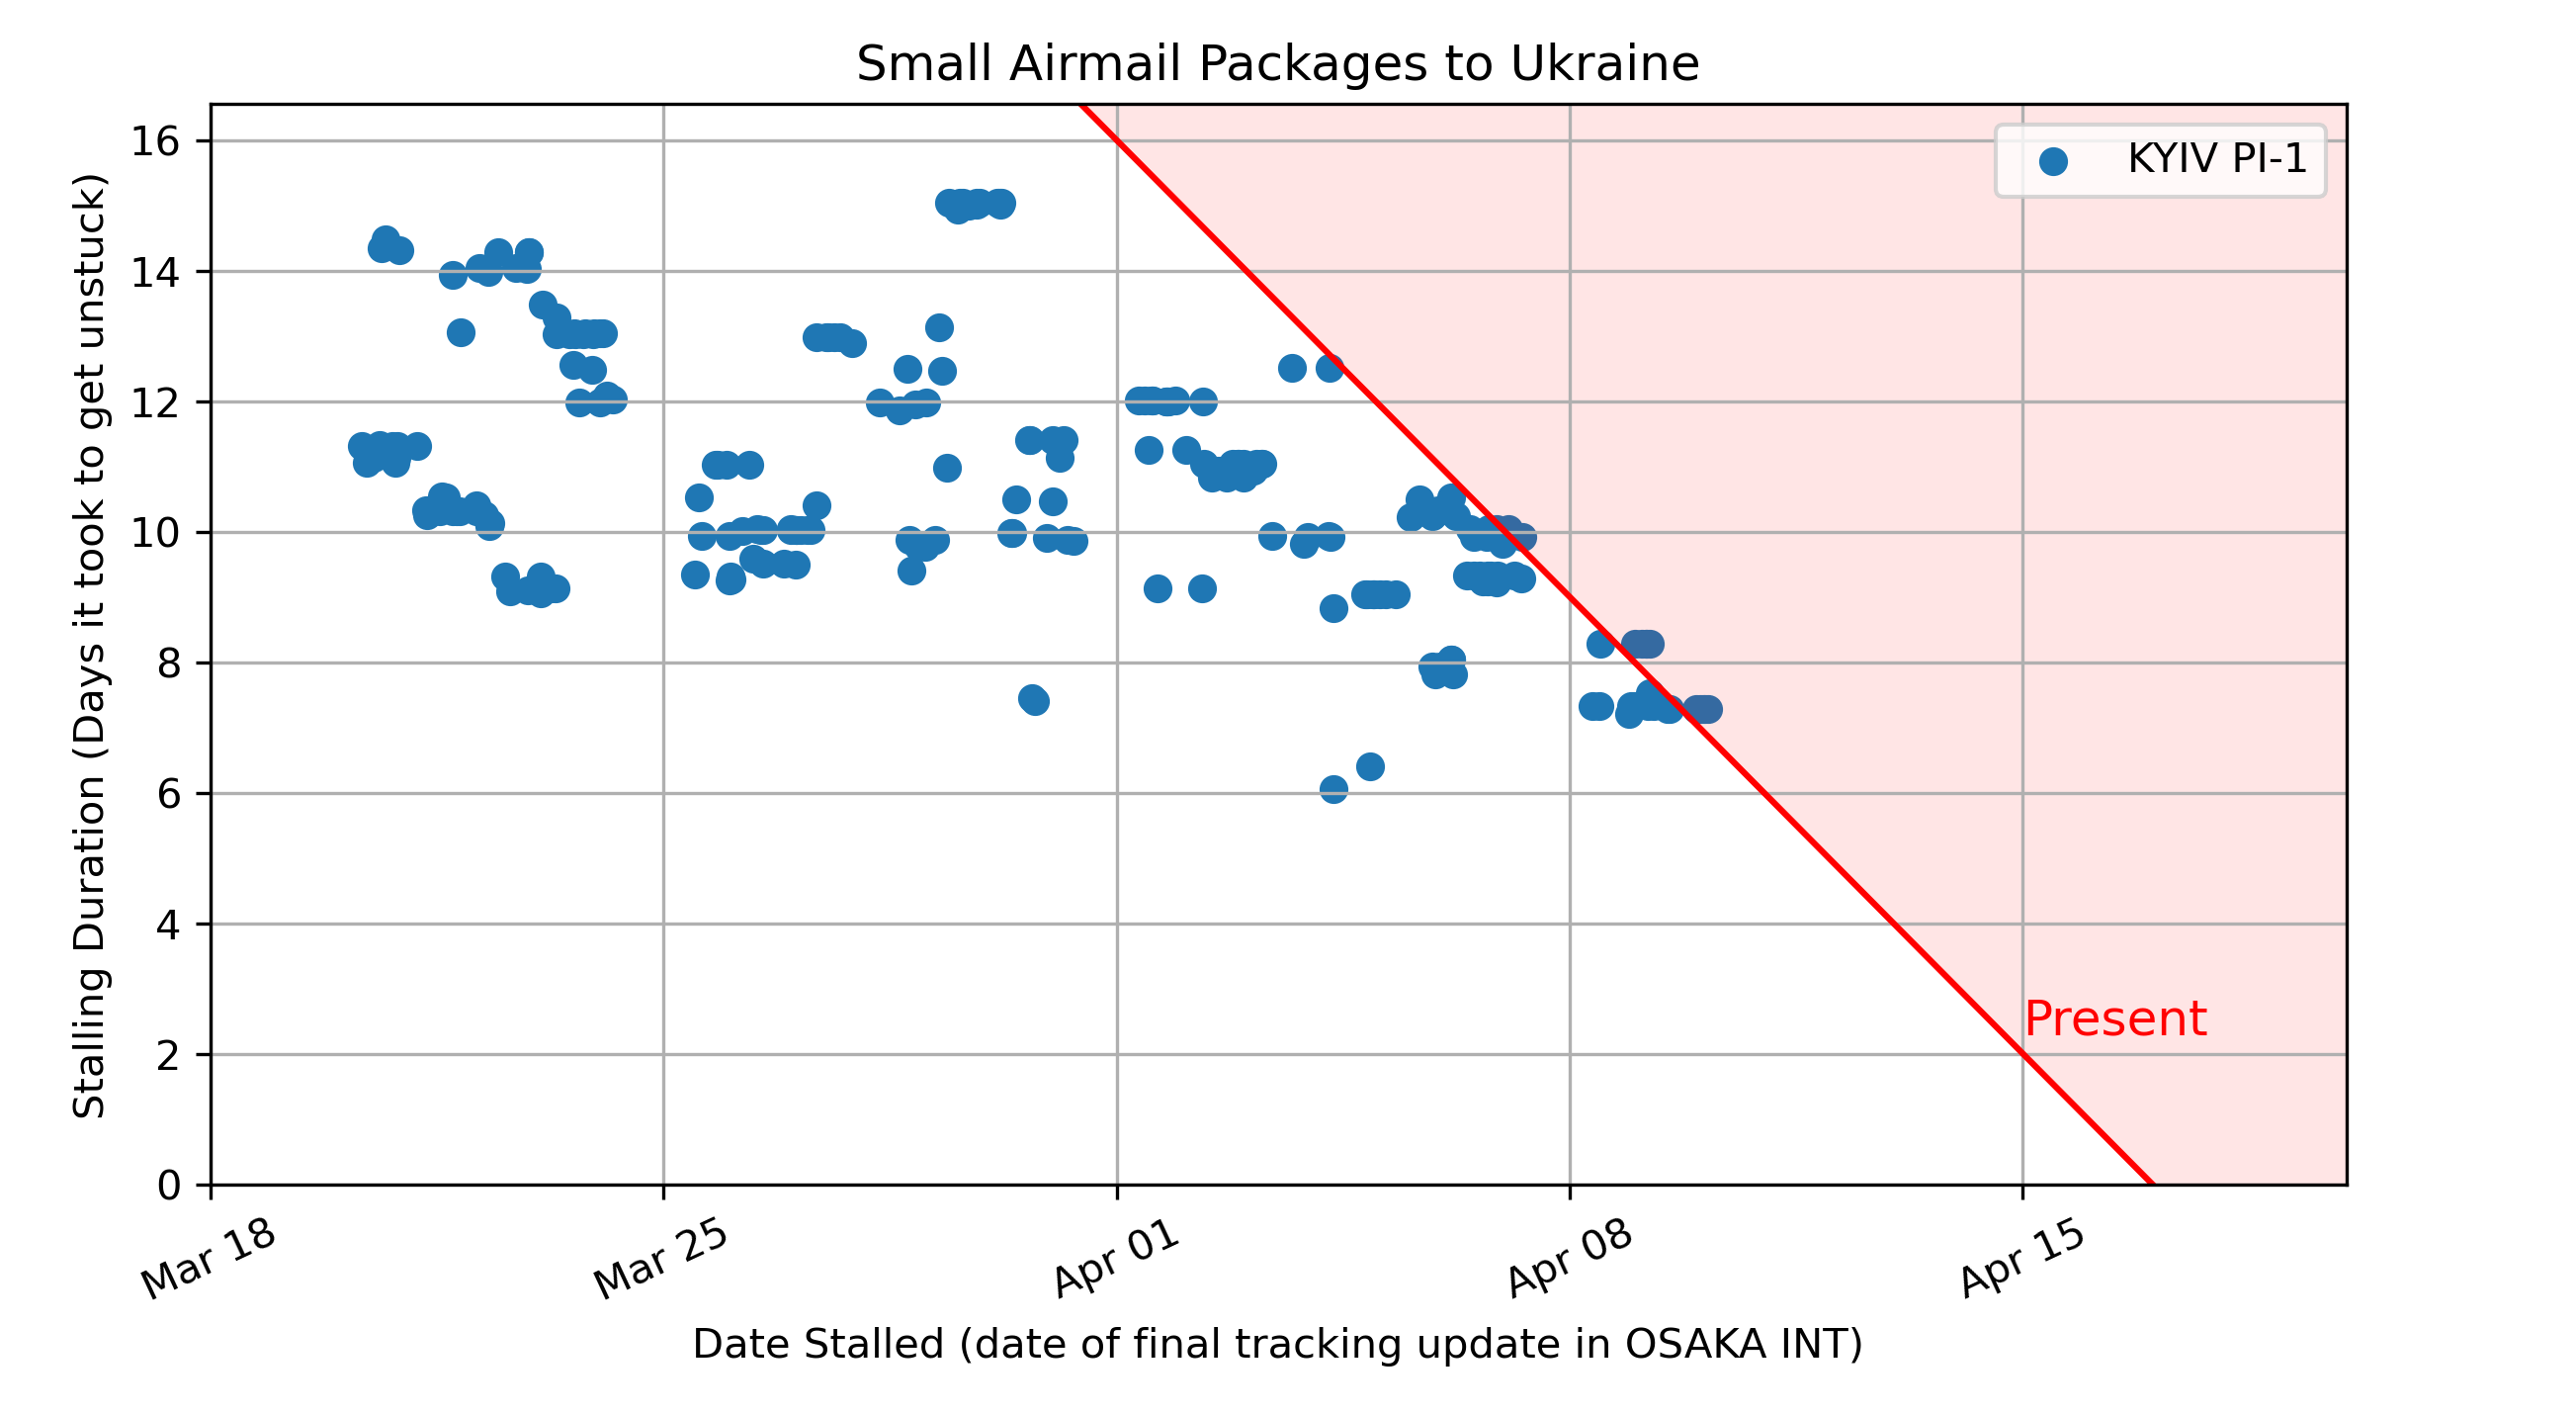 Small Airmail Packages to Ukraine
Stalling Duration (Days it took to get unstuck)
16
14
12
10
8
6
4
2
0
KYIV PI-1
Present
Mar 18
Mar 25
Apr 01
Apr 08
Apr 15
Date Stalled (date of final tracking update in OSAKA INT)